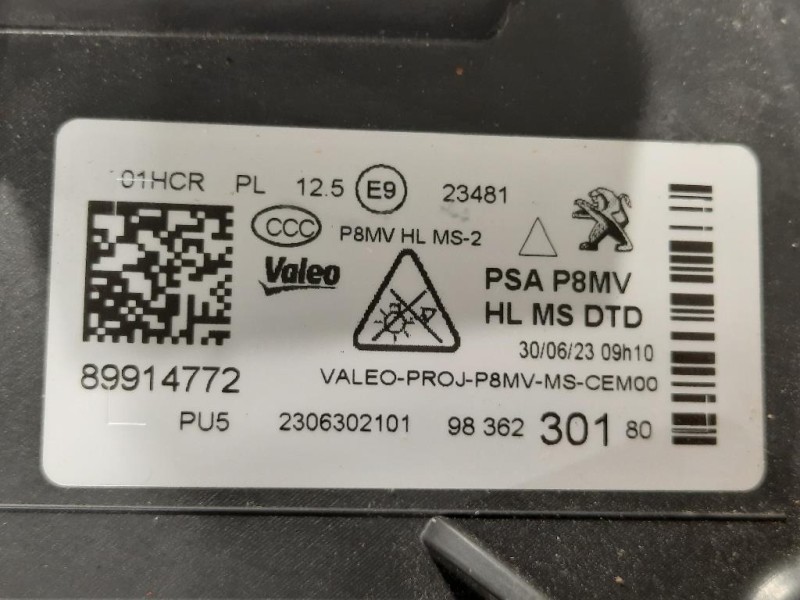 01HCR PL 12.5 E9 23481
CCC P8MV HL MS-2
Valeo PSA P8MV
HL MS DTD
30/06/23 09h10
89914772 VALEO-PROJ-P8MV-MS-CEM00
PU5 2306302101 98 362 301 80